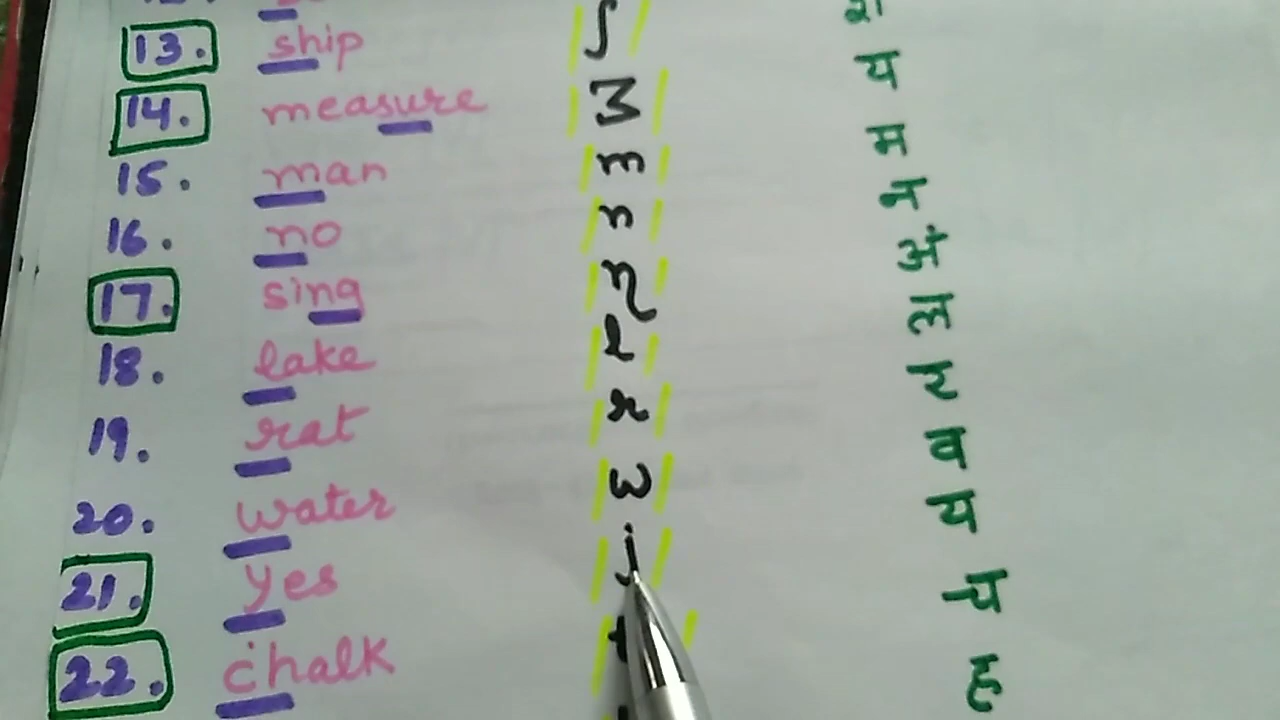 13. ship /ʃ/ श
14. measure /ʒ/ य
15. man /m/ म
16. no /n/ न
17. sing /ŋ/ अं
18. lake /l/ ल
19. rat /r/ र
20. water /w/ व
21. yes /j/ य
22. chalk च
ह